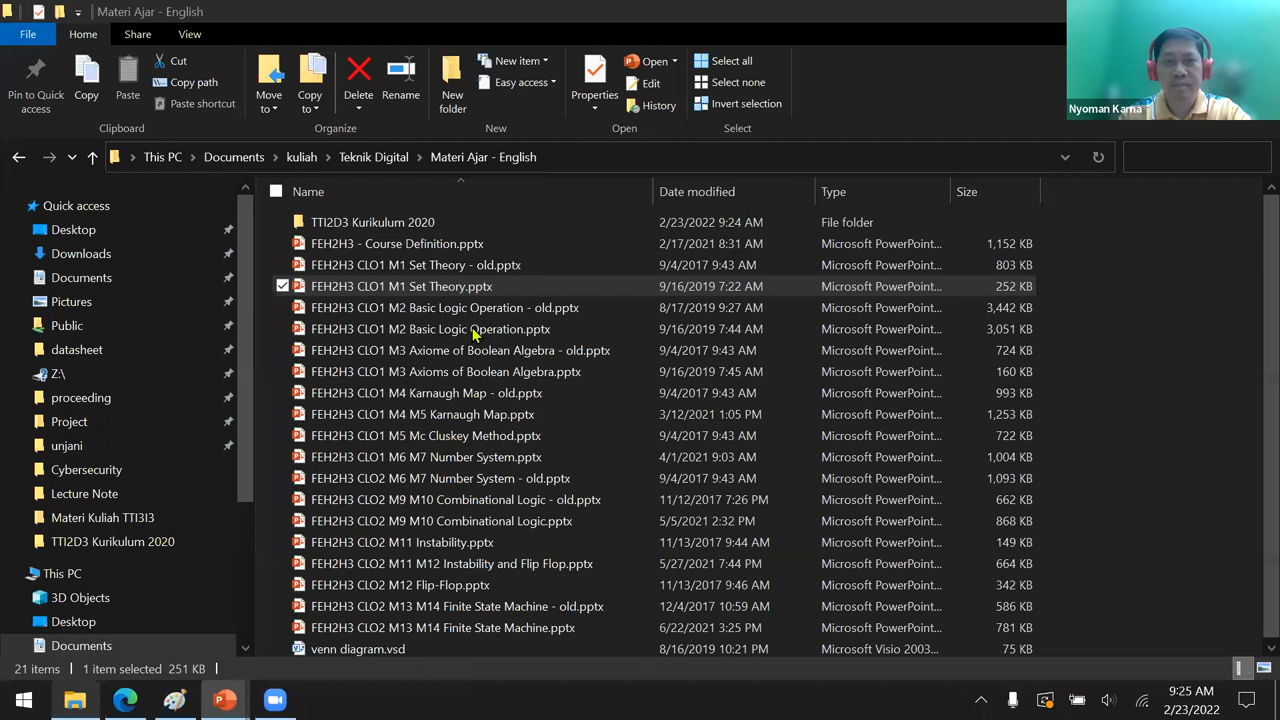 Materi Ajar - English
File
Home
Share
View
Pin to Quick access
Copy
Paste
Cut
Copy path
Paste shortcut
Clipboard
Move to
Copy to
Delete
Rename
Organize
New folder
New item
Easy access
New
Properties
Open
Edit
History
Open
Select all
Select none
Invert selection
Select
Nyoman Karna
This PC
Documents
kuliah
Teknik Digital
Materi Ajar - English
Name
Date modified
Type
Size
Quick access
Desktop
Downloads
Documents
Pictures
Public
datasheet
Z:\
proceeding
Project
unjani
Cybersecurity
Lecture Note
Materi Kuliah TTI3I3
TTI2D3 Kurikulum 2020
This PC
3D Objects
Desktop
Documents
TTI2D3 Kurikulum 2020 2/23/2022 9:24 AM File folder
FEH2H3 - Course Definition.pptx 2/17/2021 8:31 AM Microsoft PowerPoint... 1,152 KB
FEH2H3 CLO1 M1 Set Theory - old.pptx 9/4/2017 9:43 AM Microsoft PowerPoint... 803 KB
FEH2H3 CLO1 M1 Set Theory.pptx 9/16/2019 7:22 AM Microsoft PowerPoint... 252 KB
FEH2H3 CLO1 M2 Basic Logic Operation - old.pptx 8/17/2019 9:27 AM Microsoft PowerPoint... 3,442 KB
FEH2H3 CLO1 M2 Basic Logic Operation.pptx 9/16/2019 7:44 AM Microsoft PowerPoint... 3,051 KB
FEH2H3 CLO1 M3 Axiome of Boolean Algebra - old.pptx 9/4/2017 9:43 AM Microsoft PowerPoint... 724 KB
FEH2H3 CLO1 M3 Axioms of Boolean Algebra.pptx 9/16/2019 7:45 AM Microsoft PowerPoint... 160 KB
FEH2H3 CLO1 M4 Karnaugh Map - old.pptx 9/4/2017 9:43 AM Microsoft PowerPoint... 993 KB
FEH2H3 CLO1 M4 M5 Karnaugh Map.pptx 3/12/2021 1:05 PM Microsoft PowerPoint... 1,253 KB
FEH2H3 CLO1 M5 Mc Cluskey Method.pptx 9/4/2017 9:43 AM Microsoft PowerPoint... 722 KB
FEH2H3 CLO1 M6 M7 Number System.pptx 4/1/2021 9:03 AM Microsoft PowerPoint... 1,004 KB
FEH2H3 CLO2 M6 M7 Number System - old.pptx 9/4/2017 9:43 AM Microsoft PowerPoint... 1,093 KB
FEH2H3 CLO2 M9 M10 Combinational Logic - old.pptx 11/12/2017 7:26 PM Microsoft PowerPoint... 662 KB
FEH2H3 CLO2 M9 M10 Combinational Logic.pptx 5/5/2021 2:32 PM Microsoft PowerPoint... 868 KB
FEH2H3 CLO2 M11 Instability.pptx 11/13/2017 9:44 AM Microsoft PowerPoint... 149 KB
FEH2H3 CLO2 M11 M12 Instability and Flip Flop.pptx 5/27/2021 7:44 PM Microsoft PowerPoint... 664 KB
FEH2H3 CLO2 M12 Flip-Flop.pptx 11/13/2017 9:46 AM Microsoft PowerPoint... 342 KB
FEH2H3 CLO2 M13 M14 Finite State Machine - old.pptx 12/4/2017 10:59 AM Microsoft PowerPoint... 586 KB
FEH2H3 CLO2 M13 M14 Finite State Machine.pptx 6/22/2021 3:25 PM Microsoft PowerPoint... 781 KB
venn diagram.vsd 8/16/2019 10:21 PM Microsoft Visio 2003... 75 KB
21 items
1 item selected 251 KB
9:25 AM
2/23/2022